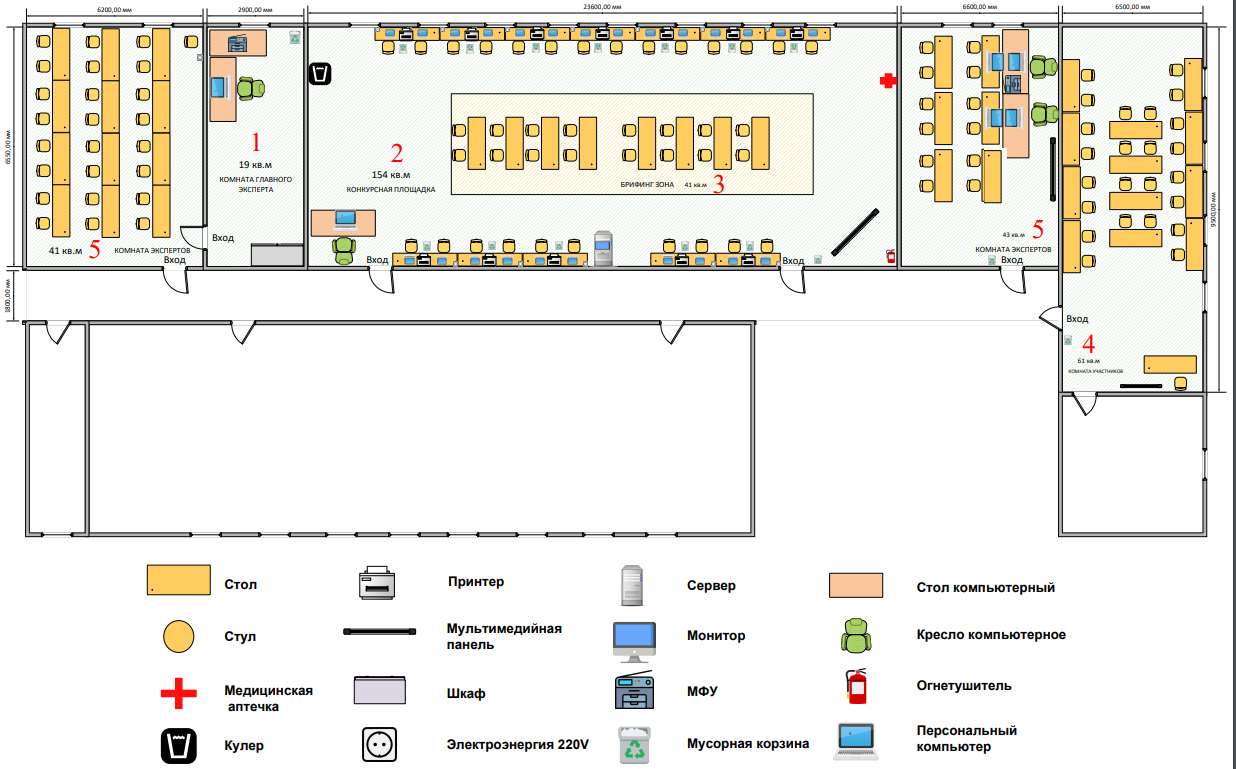 6200,00 мм
2900,00 мм
23600,00 мм
6600,00 мм
6500,00 мм
6550,00 мм
1800,00 мм
9500,00 мм
1
19 кв.м
КОМНАТА ГЛАВНОГО
ЭКСПЕРТА
Вход
41 кв.м
5
КОМНАТА ЭКСПЕРТОВ
Вход
2
154 кв.м
КОНКУРСНАЯ ПЛОЩАДКА
БРИФИНГ ЗОНА
41 кв.м
3
Вход
Вход
5
43 кв.м
КОМНАТА ЭКСПЕРТОВ
Вход
Вход
4
61 кв.м
КОМНАТА УЧАСТНИКОВ
Стол
Принтер
Сервер
Стол компьютерный
Стул
Мультимедийная
панель
Монитор
Кресло компьютерное
Медицинская
аптечка
Шкаф
МФУ
Огнетушитель
Кулер
Электроэнергия 220V
Мусорная корзина
Персональный
компьютер